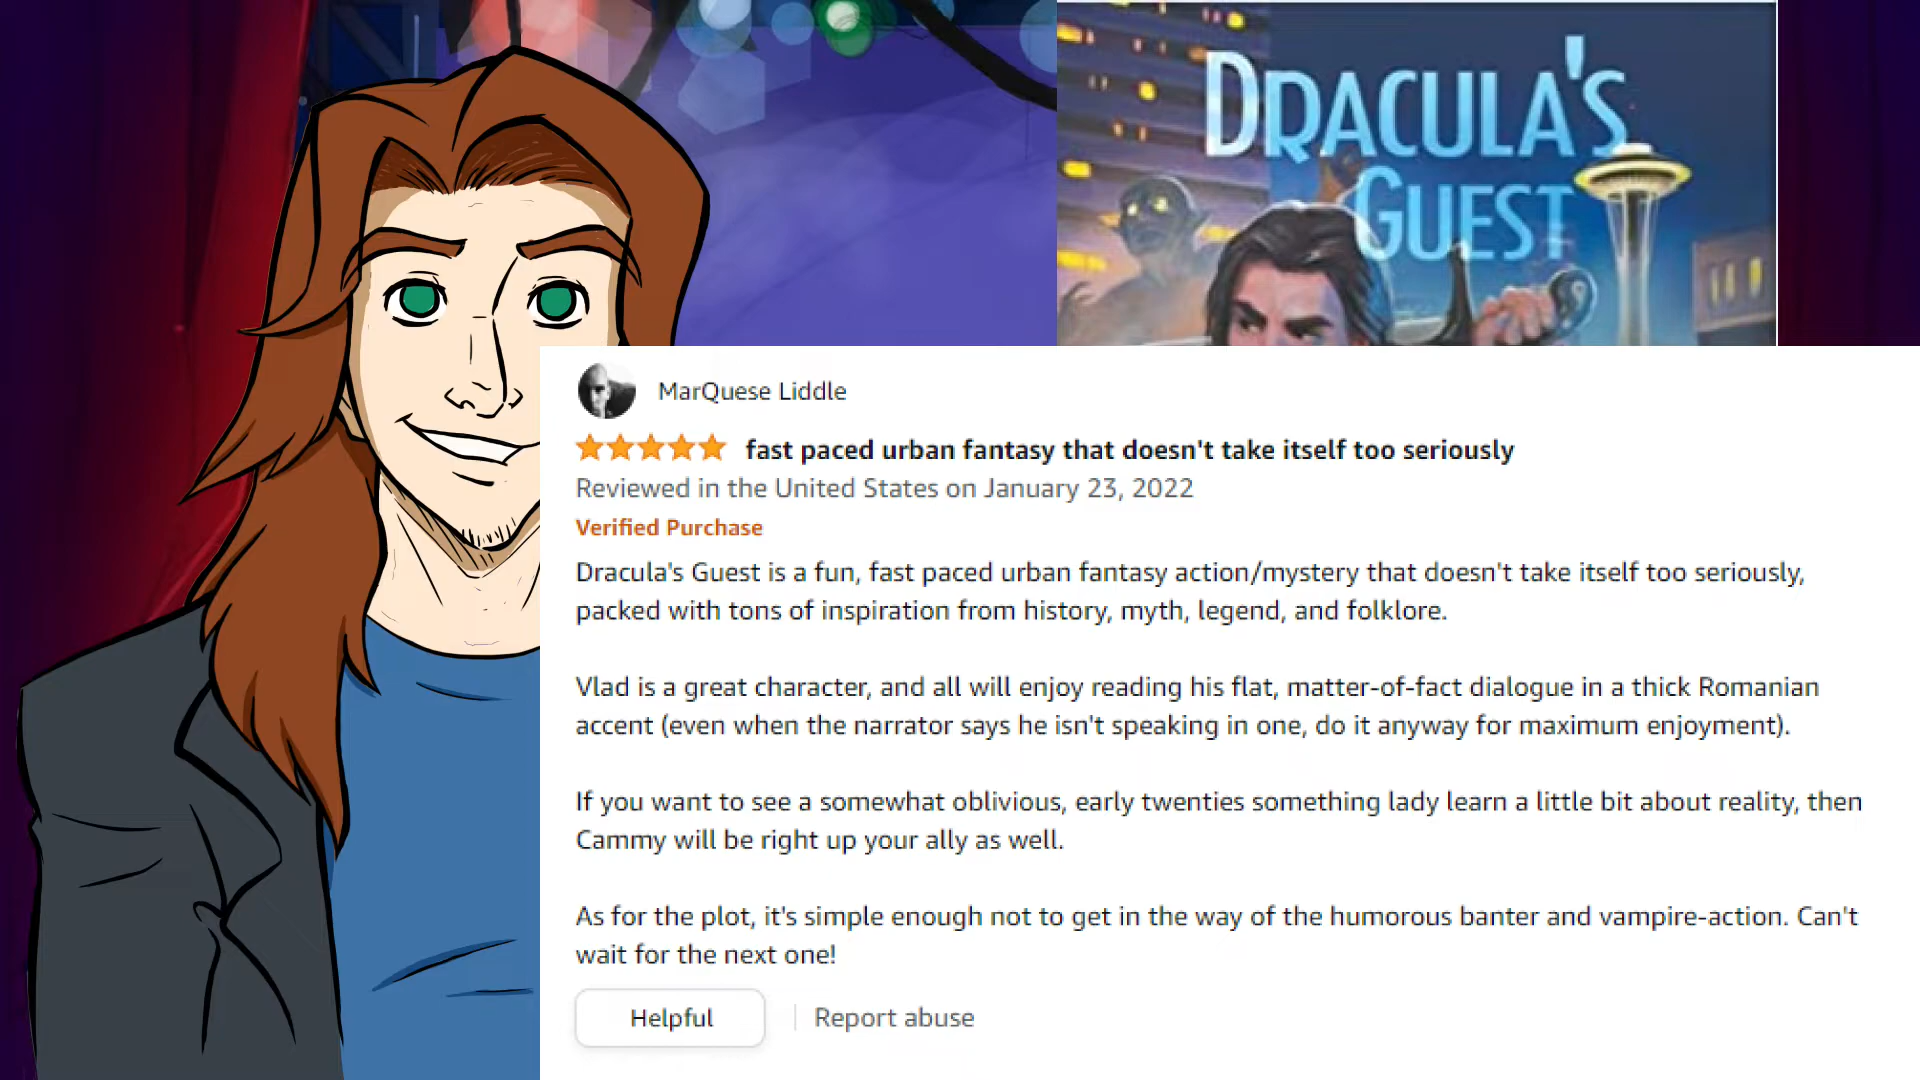 DRACULA'S
GUEST
MarQuese Liddle
fast paced urban fantasy that doesn't take itself too seriously
Reviewed in the United States on January 23, 2022
Verified Purchase
Dracula's Guest is a fun, fast paced urban fantasy action/mystery that doesn't take itself too seriously,
packed with tons of inspiration from history, myth, legend, and folklore.
Vlad is a great character, and all will enjoy reading his flat, matter-of-fact dialogue in a thick Romanian
accent (even when the narrator says he isn't speaking in one, do it anyway for maximum enjoyment).
If you want to see a somewhat oblivious, early twenties something lady learn a little bit about reality, then
Cammy will be right up your ally as well.
As for the plot, it's simple enough not to get in the way of the humorous banter and vampire-action. Can't
wait for the next one!
Helpful
Report abuse